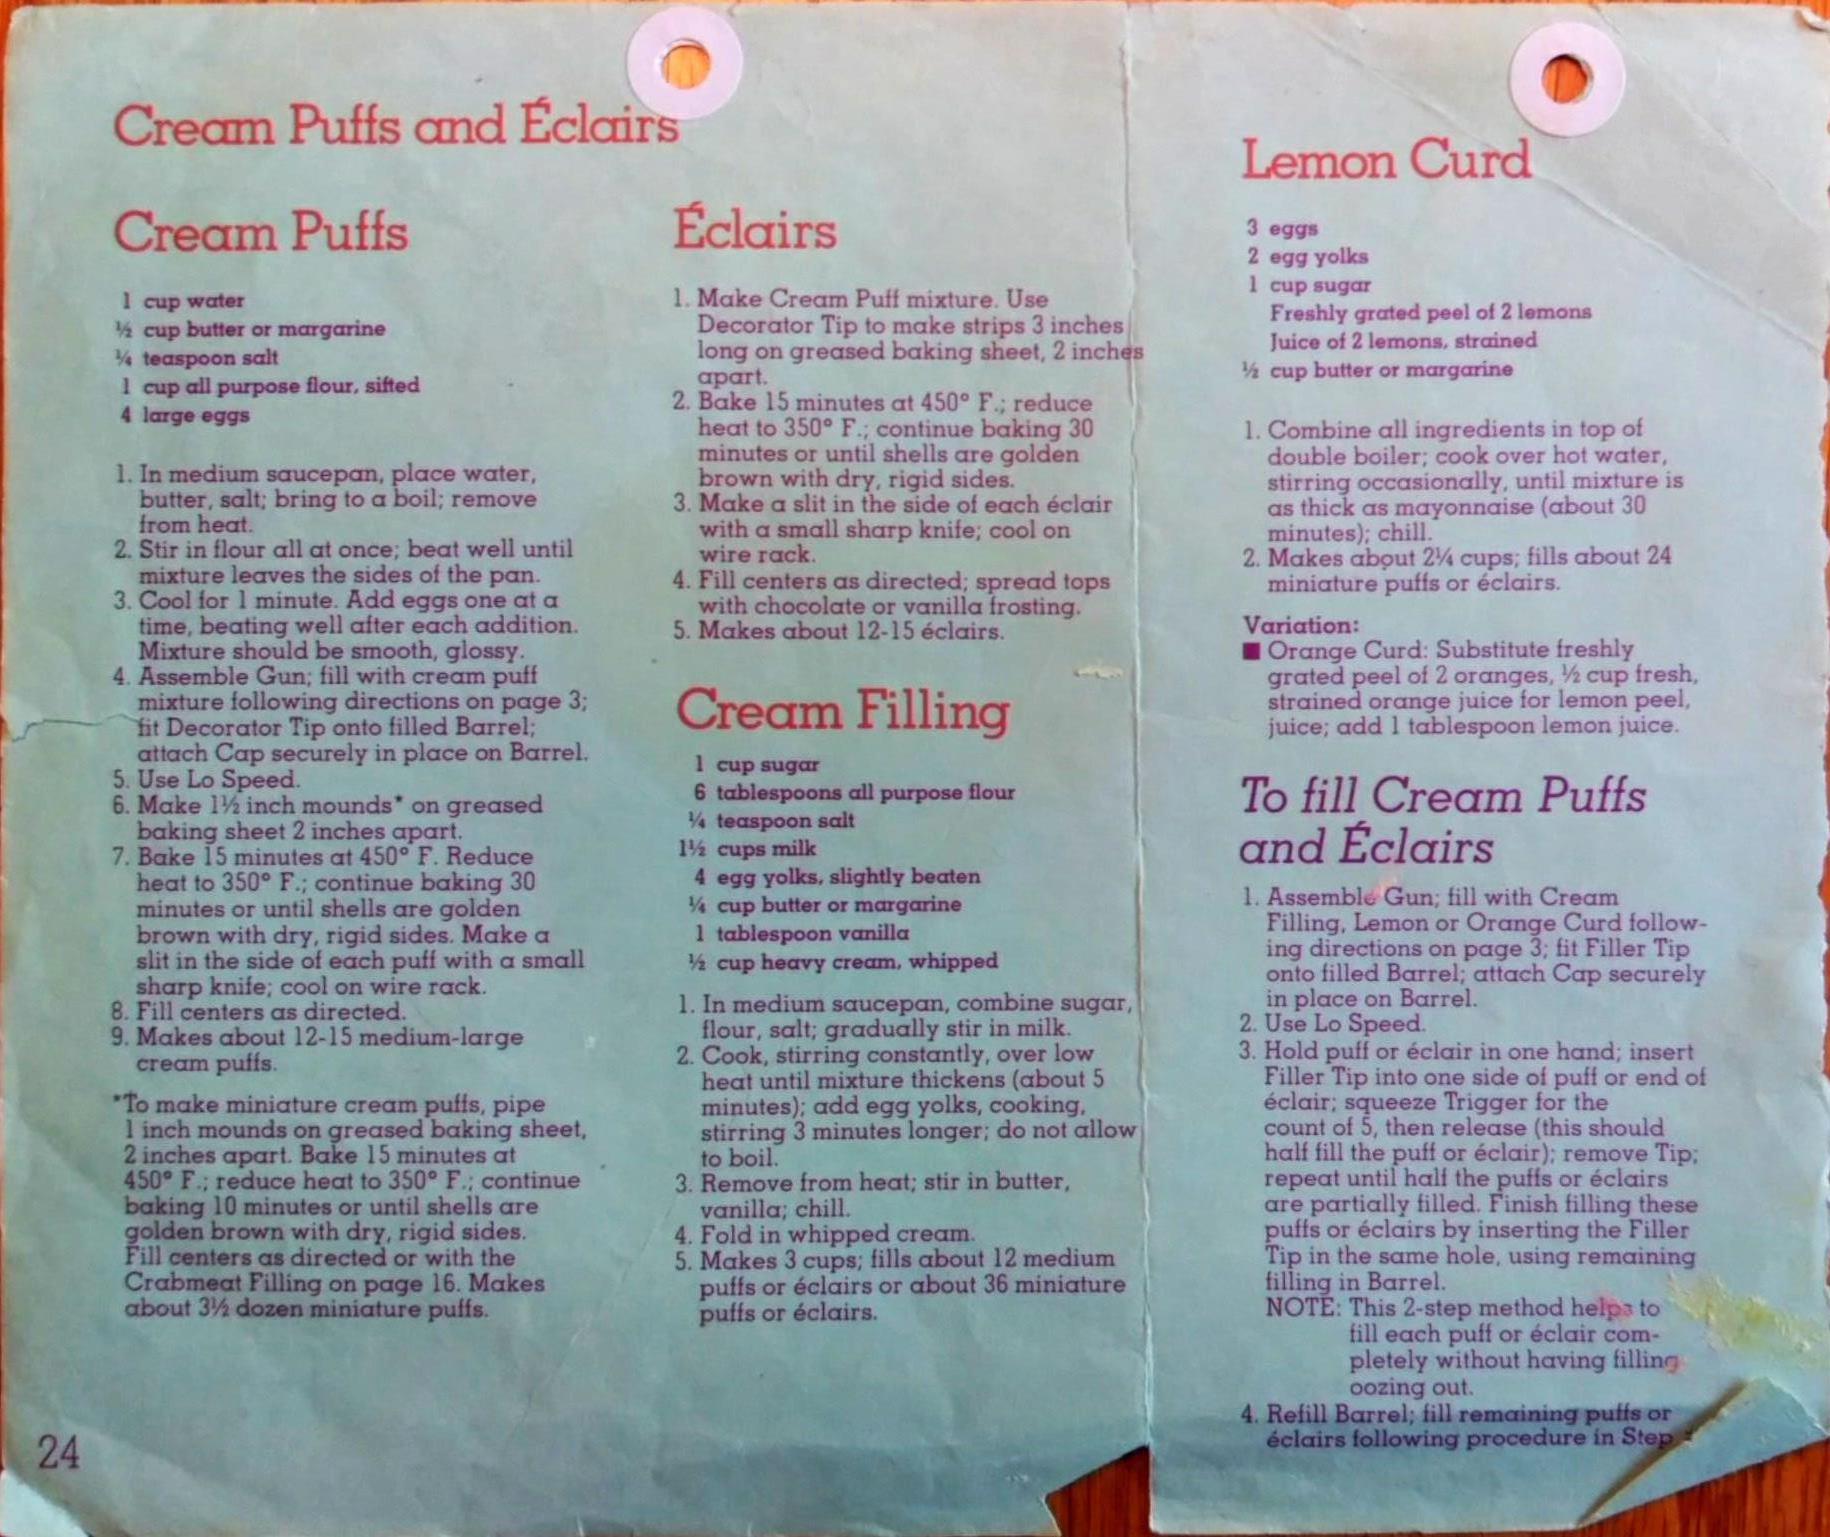 Cream Puffs and Éclairs
Cream Puffs
1 cup water
½ cup butter or margarine
¼ teaspoon salt
1 cup all purpose flour, sifted
4 large eggs
1. In medium saucepan, place water,
butter, salt; bring to a boil; remove
from heat.
2. Stir in flour all at once; beat well until
mixture leaves the sides of the pan.
3. Cool for 1 minute. Add eggs one at a
time, beating well after each addition.
Mixture should be smooth, glossy.
4. Assemble Gun; fill with cream puff
mixture following directions on page 3;
fit Decorator Tip onto filled Barrel;
attach Cap securely in place on Barrel.
5. Use Lo Speed.
6. Make 1½ inch mounds* on greased
baking sheet 2 inches apart.
7. Bake 15 minutes at 450° F. Reduce
heat to 350° F.; continue baking 30
minutes or until shells are golden
brown with dry, rigid sides. Make a
slit in the side of each puff with a small
sharp knife; cool on wire rack.
8. Fill centers as directed.
9. Makes about 12-15 medium-large
cream puffs.
*To make miniature cream puffs, pipe
1 inch mounds on greased baking sheet,
2 inches apart. Bake 15 minutes at
450° F.; reduce heat to 350° F.; continue
baking 10 minutes or until shells are
golden brown with dry, rigid sides.
Fill centers as directed or with the
Crabmeat Filling on page 16. Makes
about 3½ dozen miniature puffs.
24
Éclairs
1. Make Cream Puff mixture. Use
Decorator Tip to make strips 3 inches
long on greased baking sheet, 2 inches
apart.
2. Bake 15 minutes at 450° F.; reduce
heat to 350° F.; continue baking 30
minutes or until shells are golden
brown with dry, rigid sides.
3. Make a slit in the side of each éclair
with a small sharp knife; cool on
wire rack.
4. Fill centers as directed; spread tops
with chocolate or vanilla frosting.
5. Makes about 12-15 éclairs.
Cream Filling
1 cup sugar
6 tablespoons all purpose flour
¼ teaspoon salt
1½ cups milk
4 egg yolks, slightly beaten
¼ cup butter or margarine
1 tablespoon vanilla
½ cup heavy cream, whipped
1. In medium saucepan, combine sugar,
flour, salt; gradually stir in milk.
2. Cook, stirring constantly, over low
heat until mixture thickens (about 5
minutes); add egg yolks, cooking,
stirring 3 minutes longer; do not allow
to boil.
3. Remove from heat; stir in butter,
vanilla; chill.
4. Fold in whipped cream.
5. Makes 3 cups; fills about 12 medium
puffs or éclairs or about 36 miniature
puffs or éclairs.
Lemon Curd
3 eggs
2 egg yolks
1 cup sugar
Freshly grated peel of 2 lemons
Juice of 2 lemons, strained
½ cup butter or margarine
1. Combine all ingredients in top of
double boiler; cook over hot water,
stirring occasionally, until mixture is
as thick as mayonnaise (about 30
minutes); chill.
2. Makes about 2¼ cups; fills about 24
miniature puffs or éclairs.
Variation:
■ Orange Curd: Substitute freshly
grated peel of 2 oranges, ½ cup fresh,
strained orange juice for lemon peel,
juice; add 1 tablespoon lemon juice.
To fill Cream Puffs
and Éclairs
1. Assemble Gun; fill with Cream
Filling, Lemon or Orange Curd follow-
ing directions on page 3; fit Filler Tip
onto filled Barrel; attach Cap securely
in place on Barrel.
2. Use Lo Speed.
3. Hold puff or éclair in one hand; insert
Filler Tip into one side of puff or end of
éclair; squeeze Trigger for the
count of 5, then release (this should
half fill the puff or éclair); remove Tip;
repeat until half the puffs or éclairs
are partially filled. Finish filling these
puffs or éclairs by inserting the Filler
Tip in the same hole, using remaining
filling in Barrel.
NOTE: This 2-step method helps to
fill each puff or éclair com-
pletely without having filling
oozing out.
4. Refill Barrel; fill remaining puffs or
éclairs following procedure in Step